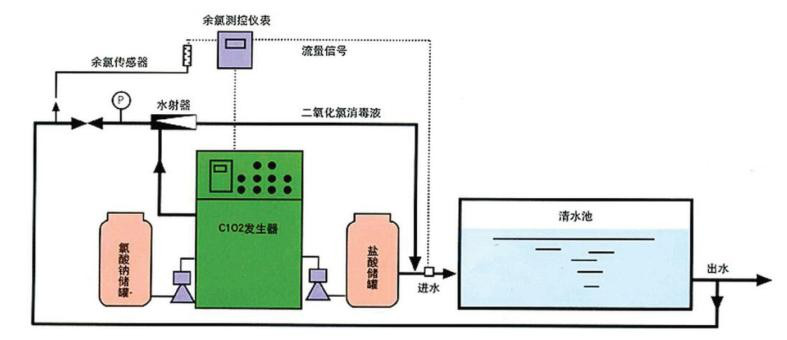 余氯测控仪表
流量信号
余氯传感器
P
水射器
二氧化氯消毒液
C1O2发生器
氯酸钠储罐
盐酸储罐
清水池
进水
出水